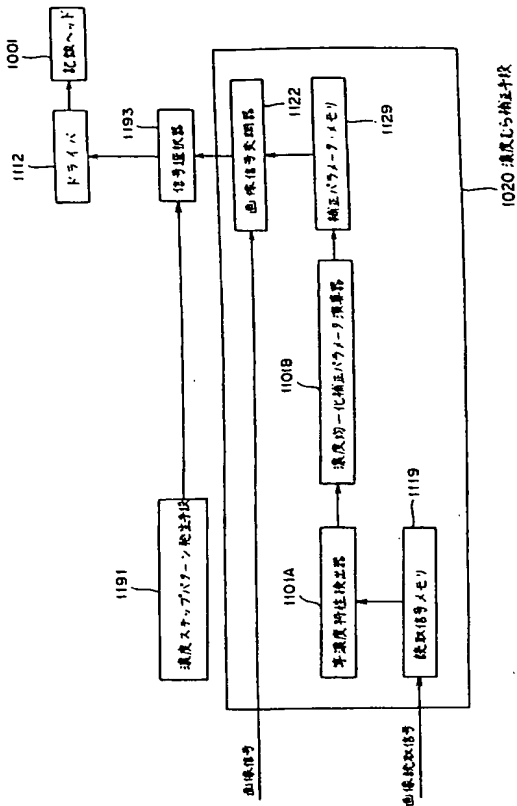 1001
記録ヘッド
1112
ドライバ
1193
信号選択器
1122
画像信号変調器
1129
補正パラメータ・メモリ
1020 濃度むら補正手段
1101B
濃度均一化補正パラメータ演算器
1191
濃度ステップパターン発生手段
1101A
等濃度特性検出器
1119
読取信号メモリ
画像信号
画像読取信号